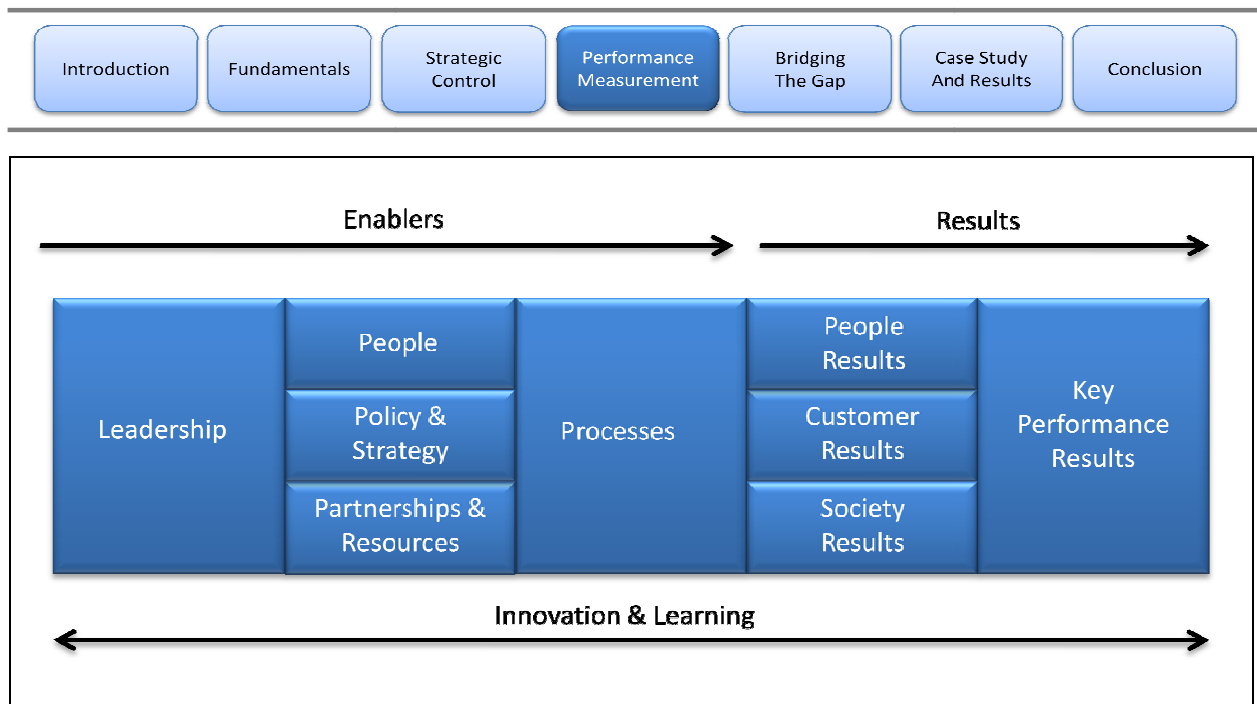 Introduction
Fundamentals
Strategic
Control
Performance
Measurement
Bridging
The Gap
Case Study
And Results
Conclusion
Enablers
Results
Leadership
People
Policy &
Strategy
Partnerships &
Resources
Processes
People
Results
Customer
Results
Society
Results
Key
Performance
Results
Innovation & Learning